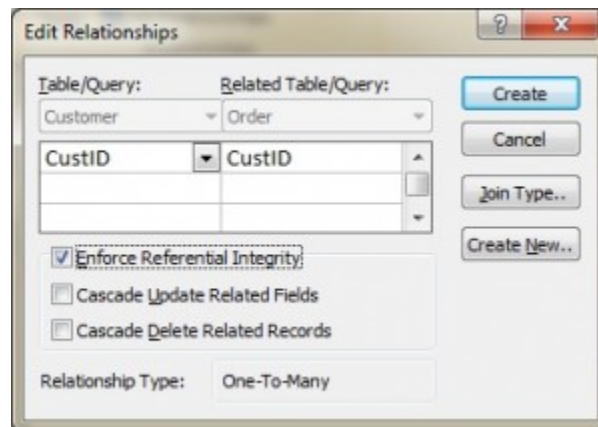 Edit Relationships
Table/Query: Related Table/Query:
Customer Order
CustID CustID
Enforce Referential Integrity
Cascade Update Related Fields
Cascade Delete Related Records
Relationship Type: One-To-Many
Create
Cancel
Join Type..
Create New..